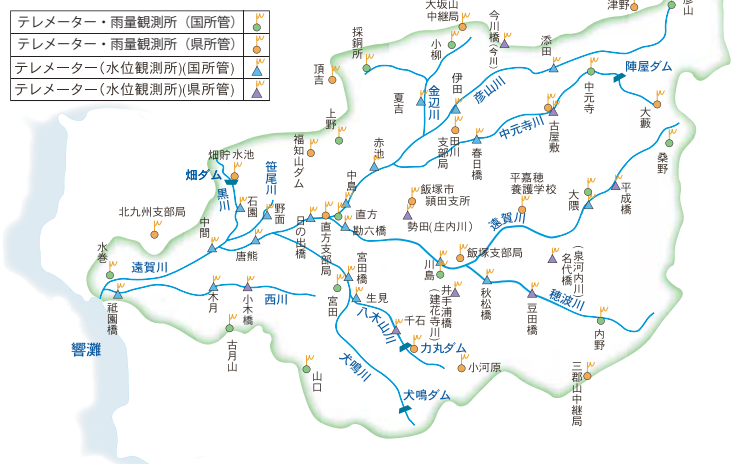 テレメーター・雨量観測所（国所管）
テレメーター・雨量観測所（県所管）
テレメーター（水位観測所）(国所管)
テレメーター（水位観測所）(県所管)
大坂山
中継局
今川橋(今川)
津野
彦山
採銅所
小柳
添田
陣屋ダム
頂吉
夏吉
金辺川
伊田
彦山川
中元寺
大藪
上野
中元寺川
古屋敷
福知山ダム
赤池
田川
支部局
春日橋
桑野
畑貯水池
笹尾川
畑ダム
黒川
石園
野面
中島
飯塚市
頴田支所
平嘉穂
養護学校
大隈
平成橋
北九州支部局
中間
日の出橋
直方支部局
直方
勘六橋
勢田(庄内川)
遠賀川
水巻
遠賀川
唐熊
宮田橋
川島
飯塚支部局
名代橋
(泉河内川)
祗園橋
木月
小木橋
西川
宮田
生見
井手浦橋
(建花寺川)
秋松橋
豆田橋
穂波川
八木山川
千石
内野
響灘
古月山
力丸ダム
犬鳴川
山口
小河原
三郡山中継局
犬鳴ダム